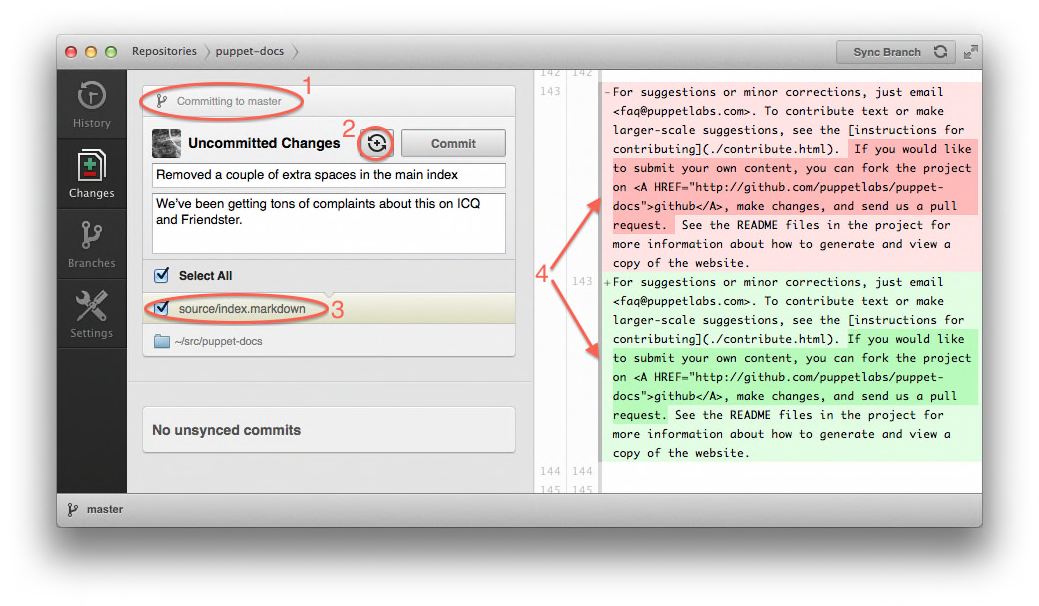 Repositories
puppet-docs
Sync Branch
History
Changes
Branches
Settings
1
Committing to master
2
Uncommitted Changes
Commit
Removed a couple of extra spaces in the main index
We've been getting tons of complaints about this on ICQ
and Friendster.
Select All
source/index.markdown
3
~/src/puppet-docs
No unsynced commits
4
142 142
143
-For suggestions or minor corrections, just email
<faq@puppetlabs.com>. To contribute text or make
larger-scale suggestions, see the [instructions for
contributing](./contribute.html).  If you would like
to submit your own content, you can fork the project
on <A HREF="http://github.com/puppetlabs/puppet-
docs">github</A>, make changes, and send us a pull
request.  See the README files in the project for
more information about how to generate and view a
copy of the website.
143
+For suggestions or minor corrections, just email
<faq@puppetlabs.com>. To contribute text or make
larger-scale suggestions, see the [instructions for
contributing](./contribute.html). If you would like
to submit your own content, you can fork the project
on <A HREF="http://github.com/puppetlabs/puppet-
docs">github</A>, make changes, and send us a pull
request. See the README files in the project for
more information about how to generate and view a
copy of the website.
144 144
145 145
master